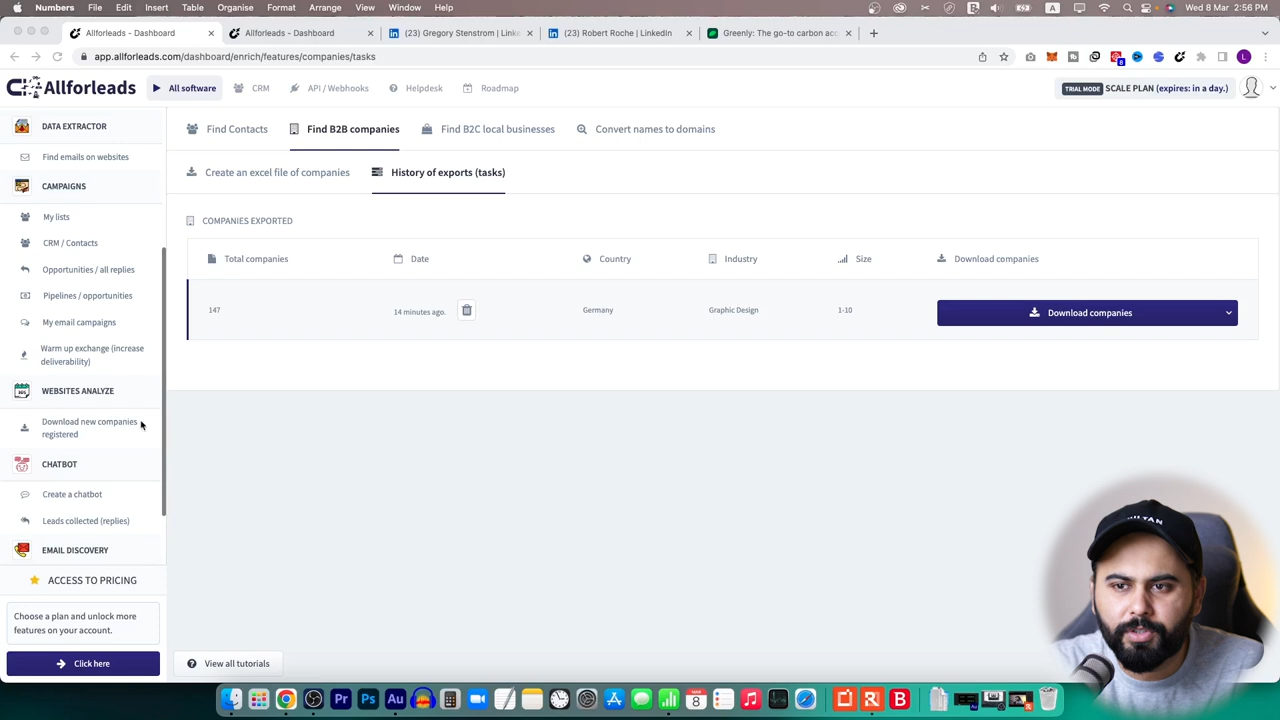 Numbers File Edit Insert Table Organise Format Arrange View Window Help
A
Wed 8 Mar 2:56 PM
Allforleads - Dashboard
Allforleads - Dashboard
(23) Gregory Stenstrom | Linke
(23) Robert Roche | LinkedIn
Greenly: The go-to carbon acc
app.allforleads.com/dashboard/enrich/features/companies/tasks
8
L
Allforleads
All software
CRM
API / Webhooks
Helpdesk
Roadmap
TRIAL MODE SCALE PLAN (expires: in a day.)
DATA EXTRACTOR
Find emails on websites
CAMPAIGNS
My lists
CRM / Contacts
Opportunities / all replies
Pipelines / opportunities
My email campaigns
Warm up exchange (increase
deliverability)
WEBSITES ANALYZE
Download new companies
registered
CHATBOT
Create a chatbot
Leads collected (replies)
EMAIL DISCOVERY
ACCESS TO PRICING
Choose a plan and unlock more
features on your account.
Click here
Find Contacts
Find B2B companies
Find B2C local businesses
Convert names to domains
Create an excel file of companies
History of exports (tasks)
COMPANIES EXPORTED
Total companies
Date
Country
Industry
Size
Download companies
147
14 minutes ago.
Germany
Graphic Design
1-10
Download companies
View all tutorials
Pr
Ps
Au
8
R
B